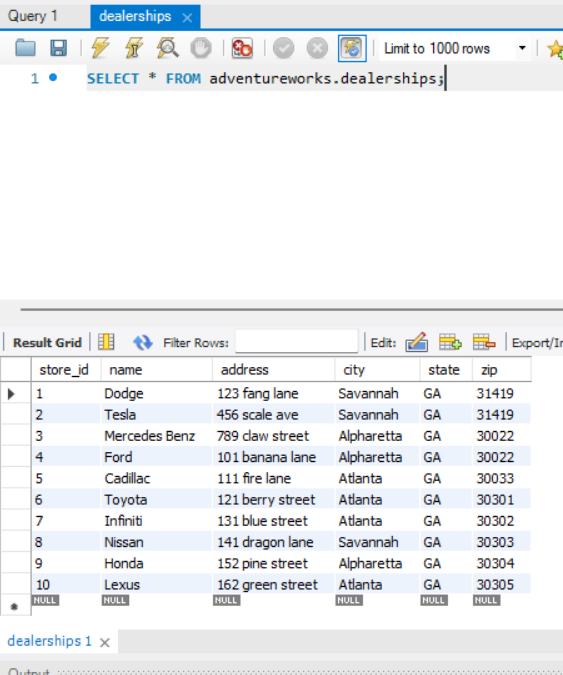 Query 1 dealerships
Limit to 1000 rows
1 SELECT * FROM adventureworks.dealerships;
Result Grid Filter Rows: Edit: Export/Im
store_id name address city state zip
1 Dodge 123 fang lane Savannah GA 31419
2 Tesla 456 scale ave Savannah GA 31419
3 Mercedes Benz 789 claw street Alpharetta GA 30022
4 Ford 101 banana lane Alpharetta GA 30022
5 Cadillac 111 fire lane Atlanta GA 30033
6 Toyota 121 berry street Atlanta GA 30301
7 Infiniti 131 blue street Atlanta GA 30302
8 Nissan 141 dragon lane Savannah GA 30303
9 Honda 152 pine street Alpharetta GA 30304
10 Lexus 162 green street Atlanta GA 30305
NULL NULL NULL NULL NULL NULL
dealerships 1
Output